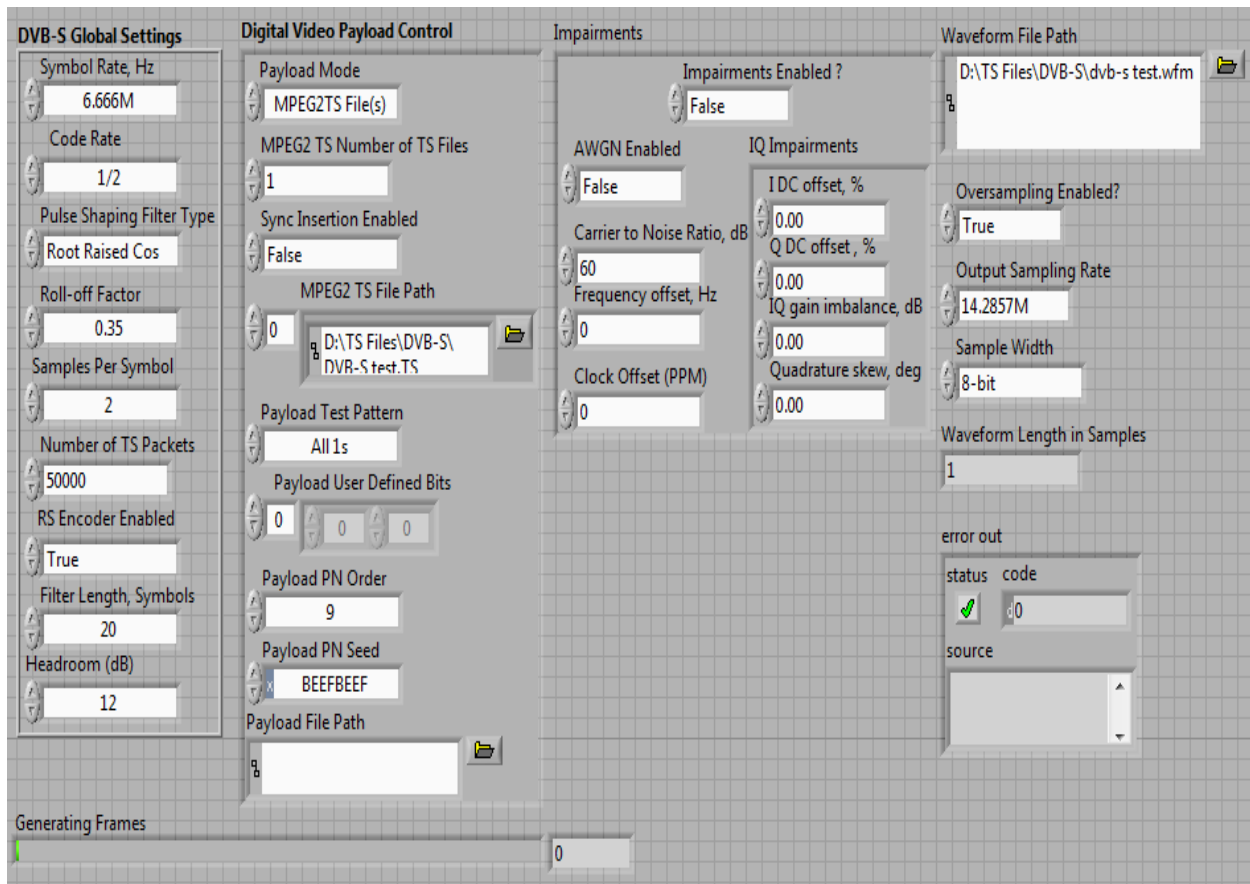 DVB-S Global Settings
Symbol Rate, Hz
6.666M
Code Rate
1/2
Pulse Shaping Filter Type
Root Raised Cos
Roll-off Factor
0.35
Samples Per Symbol
2
Number of TS Packets
50000
RS Encoder Enabled
True
Filter Length, Symbols
20
Headroom (dB)
12
Digital Video Payload Control
Payload Mode
MPEG2TS File(s)
MPEG2 TS Number of TS Files
1
Sync Insertion Enabled
False
MPEG2 TS File Path
0
D:\TS Files\DVB-S\
DVB-S test.TS
Payload Test Pattern
All 1s
Payload User Defined Bits
0
0
0
Payload PN Order
9
Payload PN Seed
x BEEFBEEF
Payload File Path
Impairments
Impairments Enabled ?
False
AWGN Enabled
False
Carrier to Noise Ratio, dB
60
Frequency offset, Hz
0
Clock Offset (PPM)
0
IQ Impairments
I DC offset, %
0.00
Q DC offset , %
0.00
IQ gain imbalance, dB
0.00
Quadrature skew, deg
0.00
Waveform File Path
D:\TS Files\DVB-S\dvb-s test.wfm
Oversampling Enabled?
True
Output Sampling Rate
14.2857M
Sample Width
8-bit
Waveform Length in Samples
1
error out
status code
d 0
source
Generating Frames
0